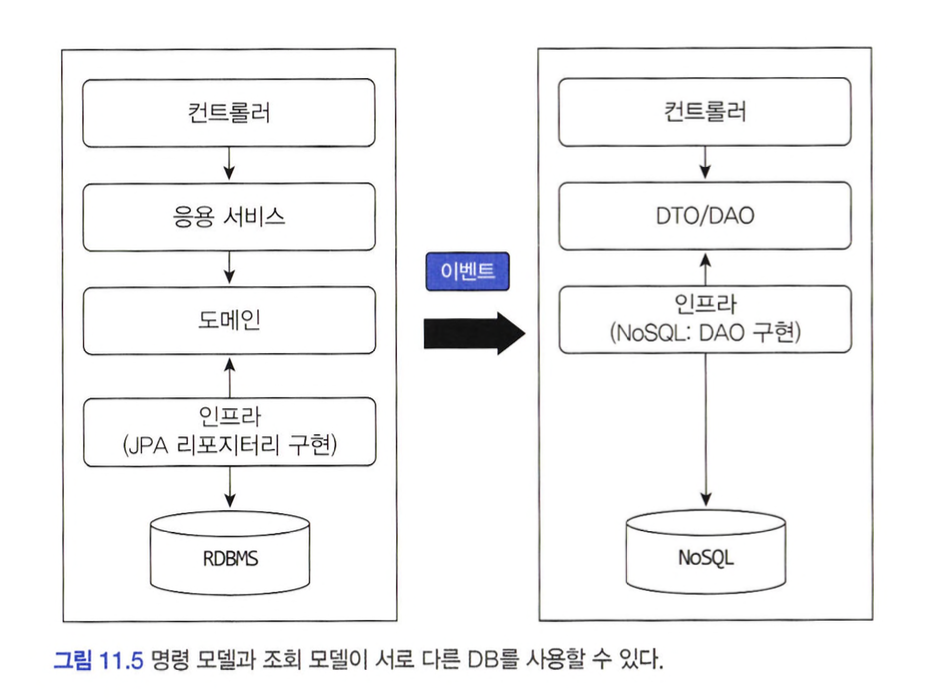 컨트롤러
응용 서비스
도메인
인프라
(JPA 리포지터리 구현)
RDBMS
이벤트
컨트롤러
DTO/DAO
인프라
(NoSQL: DAO 구현)
NoSQL
그림 11.5 명령 모델과 조회 모델이 서로 다른 DB를 사용할 수 있다.